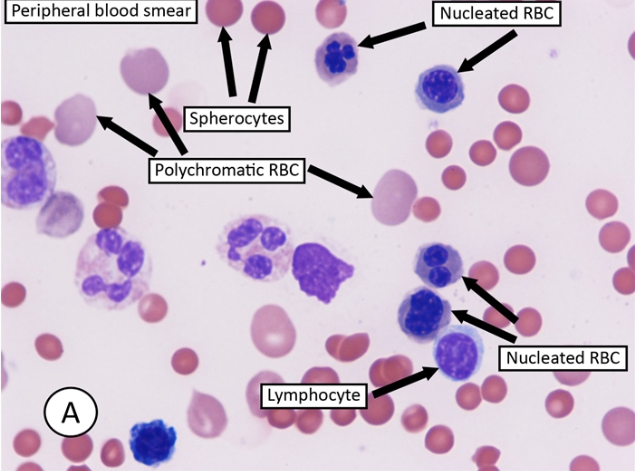 Peripheral blood smear
Nucleated RBC
Spherocytes
Polychromatic RBC
Nucleated RBC
Lymphocyte
A